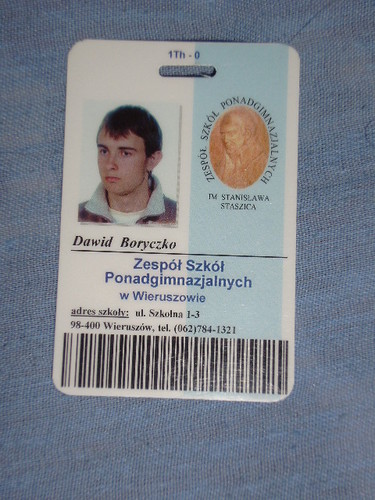 1Th - 0
ZESPÓŁ SZKÓŁ PONADGIMNAZJALNYCH
IM STANISŁAWA
STASZICA
Dawid Boryczko
Zespół Szkół
Ponadgimnazjalnych
w Wieruszowie
adres szkoły: ul. Szkolna 1-3
98-400 Wieruszów, tel. (062)784-1321